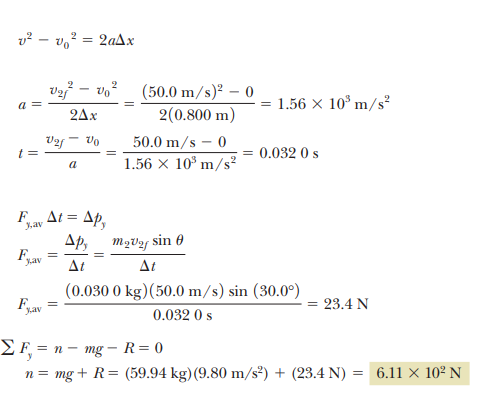 v² − v₀² = 2aΔx
a = (v₂f² − v₀²) / 2Δx = ((50.0 m/s)² − 0) / 2(0.800 m) = 1.56 × 10³ m/s²
t = (v₂f − v₀) / a = (50.0 m/s − 0) / 1.56 × 10³ m/s² = 0.032 0 s
F_y,av Δt = Δp_y
F_y,av = Δp_y / Δt = m₂v₂f sin θ / Δt
F_y,av = (0.030 0 kg)(50.0 m/s) sin (30.0°) / 0.032 0 s = 23.4 N
Σ F_y = n − mg − R = 0
n = mg + R = (59.94 kg)(9.80 m/s²) + (23.4 N) = 6.11 × 10² N